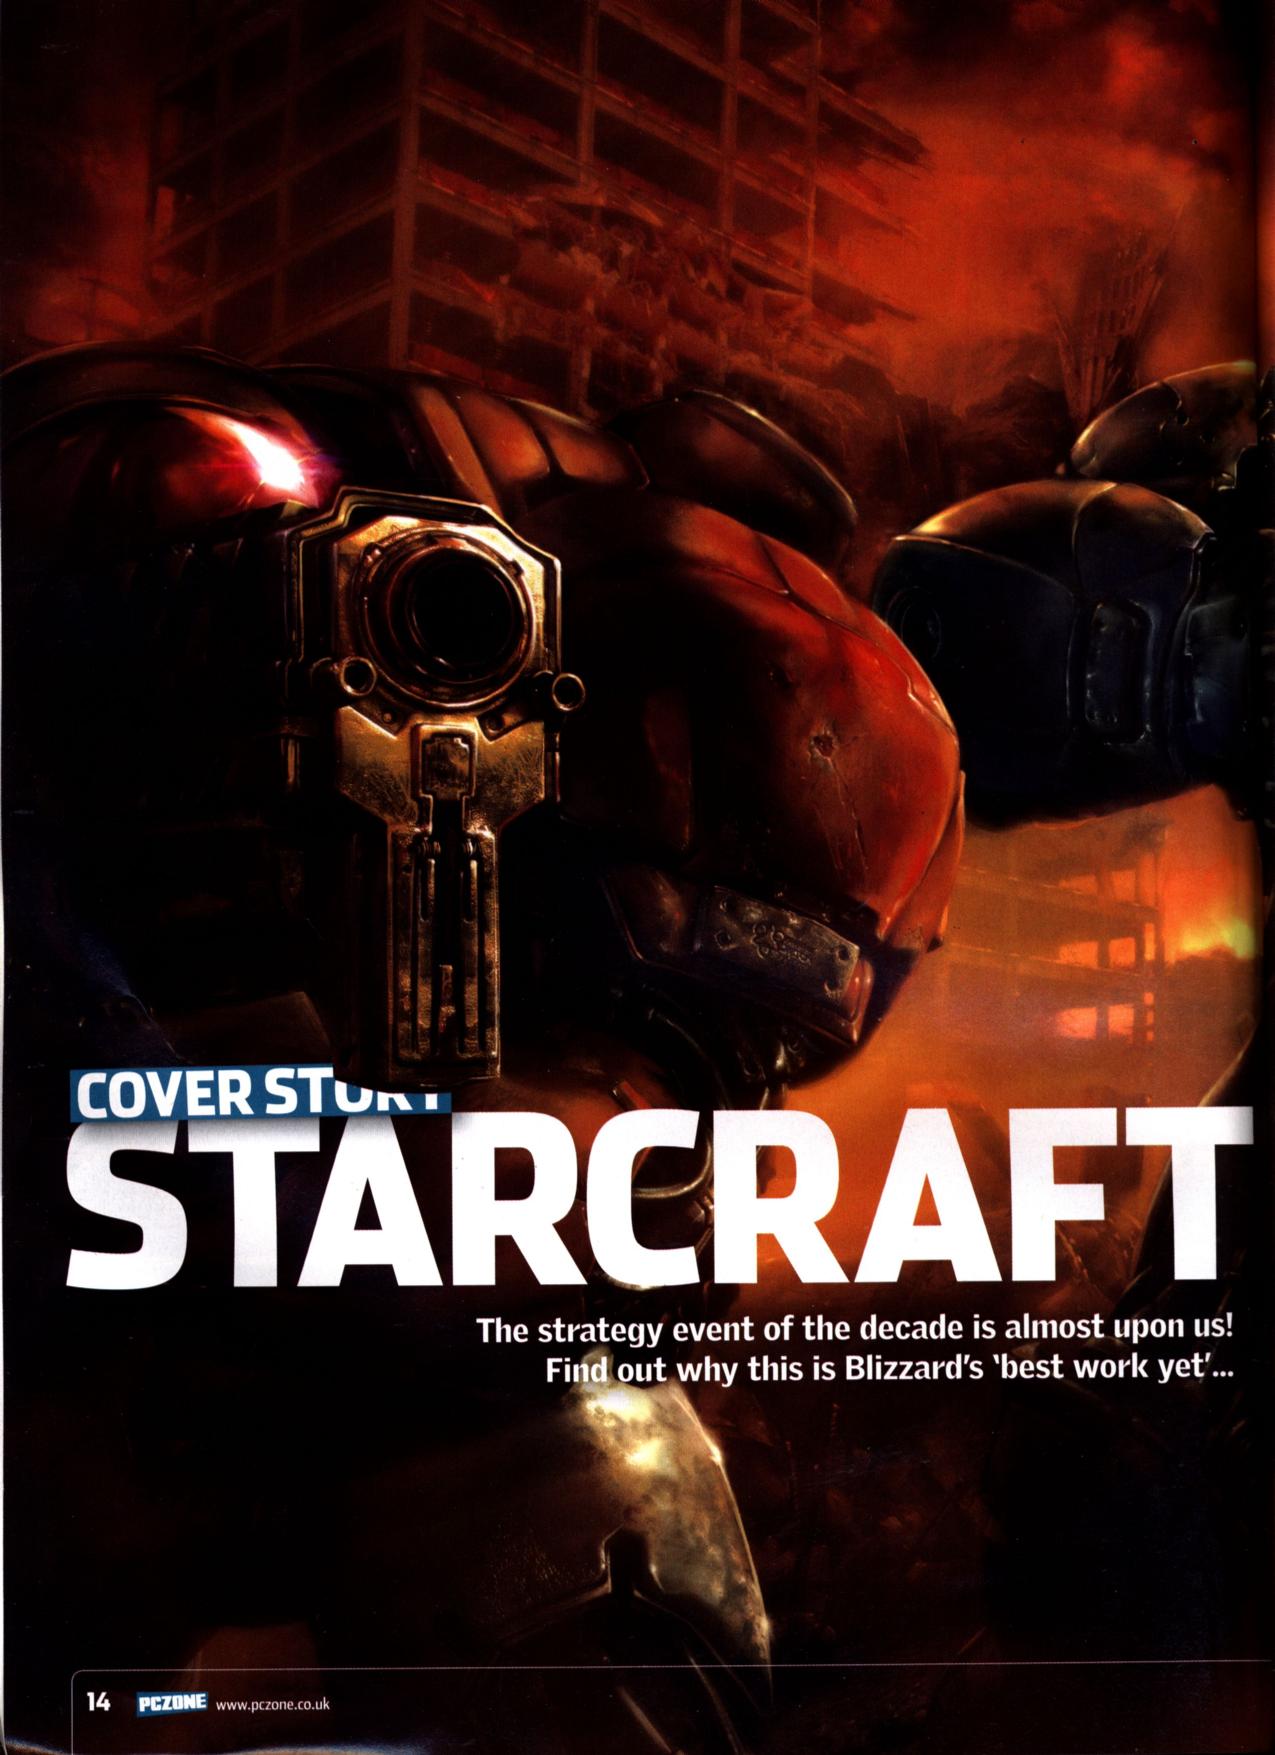 COVER STORY
STARCRAFT
The strategy event of the decade is almost upon us!
Find out why this is Blizzard's 'best work yet'...
14 PCZONE www.pczone.co.uk